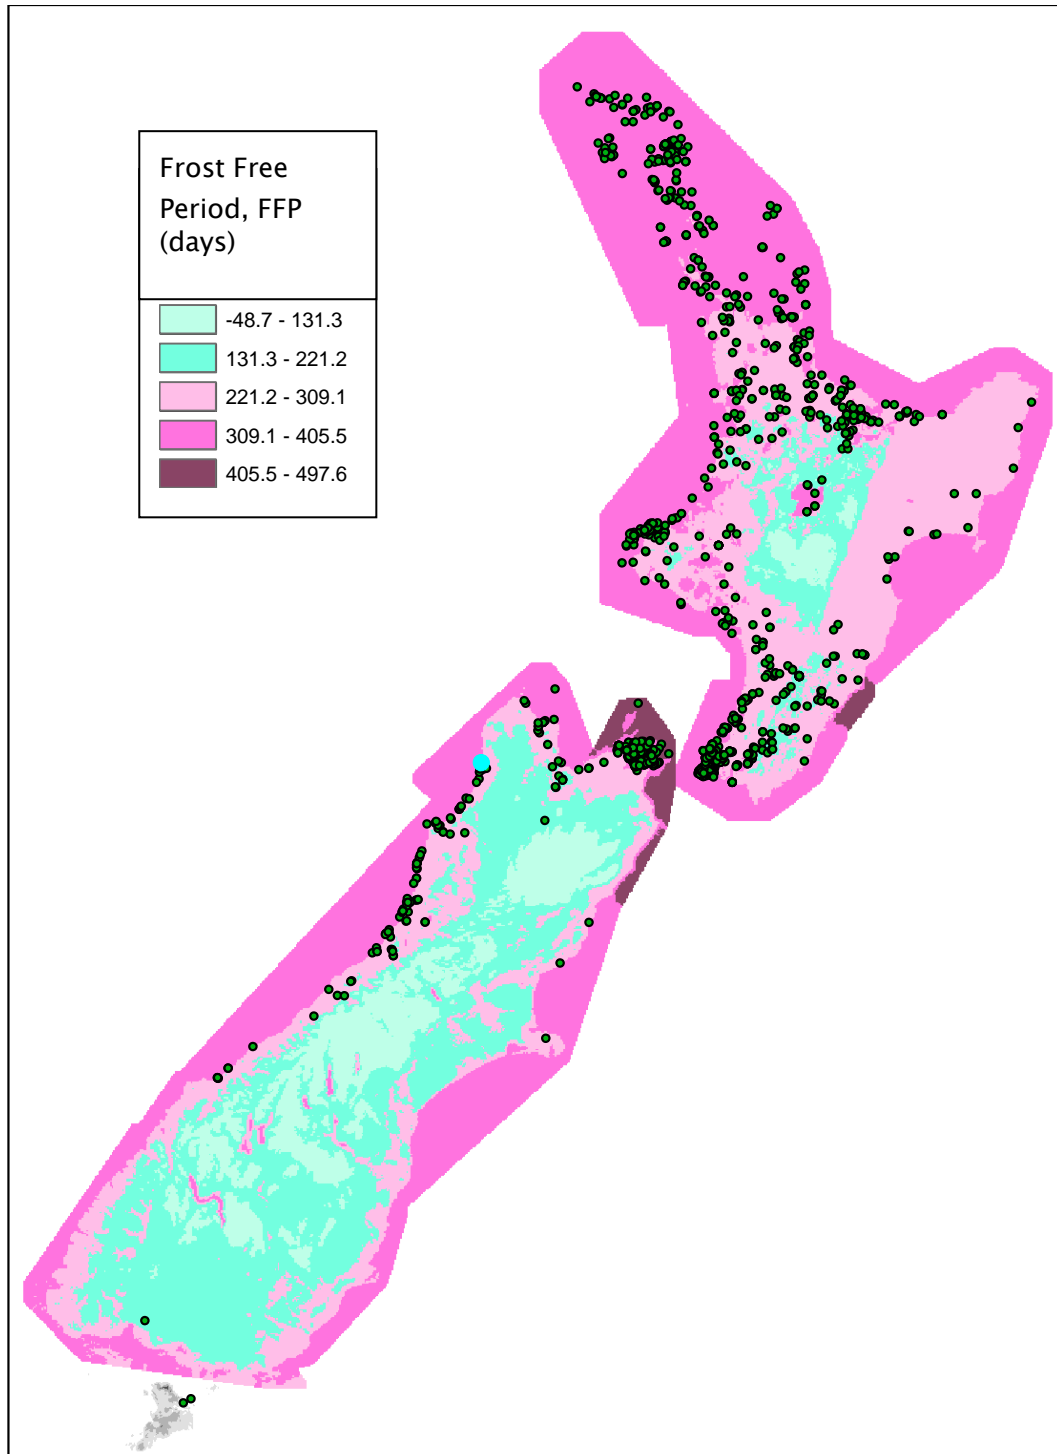 Frost Free
Period, FFP
(days)
-48.7 - 131.3
131.3 - 221.2
221.2 - 309.1
309.1 - 405.5
405.5 - 497.6